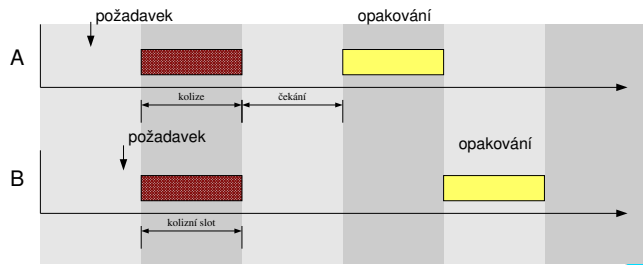 požadavek
opakování
A
kolize
čekání
požadavek
opakování
B
kolizní slot